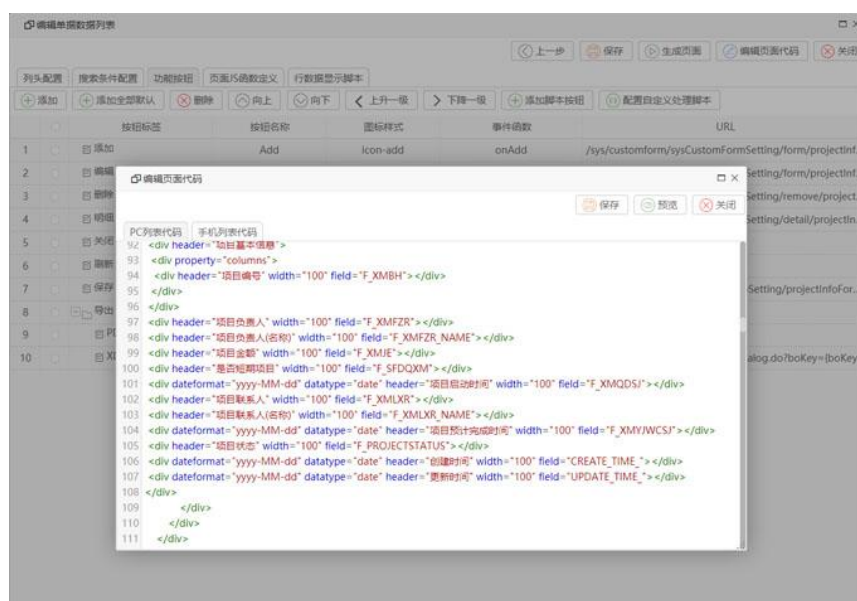 编辑单据数据列表
上一步 保存 生成页面 编辑页面代码 关闭
列头配置 搜索条件配置 功能按钮 页面JS函数定义 行数据显示脚本
添加 添加全部默认 删除 向上 向下 上升一级 下降一级 添加脚本按钮 配置自定义处理脚本
按钮标签 按钮名称 图标样式 事件函数 URL
1 添加 Add icon-add onAdd /sys/customform/sysCustomFormSetting/form/projectInf.
2 编辑 Setting/form/projectInf.
3 删除 Setting/remove/project.
4 明细 Setting/detail/projectIn.
5 关闭
6 刷新
7 保存 Setting/projectInfoFor..
8 导出
9 PD
10 XD alog.do?boKey={boKey
编辑页面代码
保存 预览 关闭
PC列表代码 手机列表代码
92 <div header="项目基本信息">
93 <div property="columns">
94 <div header="项目编号" width="100" field="F_XMBH"></div>
95 </div>
96 </div>
97 <div header="项目负责人" width="100" field="F_XMFZR"></div>
98 <div header="项目负责人(名称)" width="100" field="F_XMFZR_NAME"></div>
99 <div header="项目金额" width="100" field="F_XMJE"></div>
100 <div header="是否短期项目" width="100" field="F_SFDQXM"></div>
101 <div dateformat="yyyy-MM-dd" datatype="date" header="项目启动时间" width="100" field="F_XMQDSJ"></div>
102 <div header="项目联系人" width="100" field="F_XMLXR"></div>
103 <div header="项目联系人(名称)" width="100" field="F_XMLXR_NAME"></div>
104 <div dateformat="yyyy-MM-dd" datatype="date" header="项目预计完成时间" width="100" field="F_XMYJWCSJ"></div>
105 <div header="项目状态" width="100" field="F_PROJECTSTATUS"></div>
106 <div dateformat="yyyy-MM-dd" datatype="date" header="创建时间" width="100" field="CREATE_TIME_"></div>
107 <div dateformat="yyyy-MM-dd" datatype="date" header="更新时间" width="100" field="UPDATE_TIME_"></div>
108 </div>
109 </div>
110 </div>
111 </div>